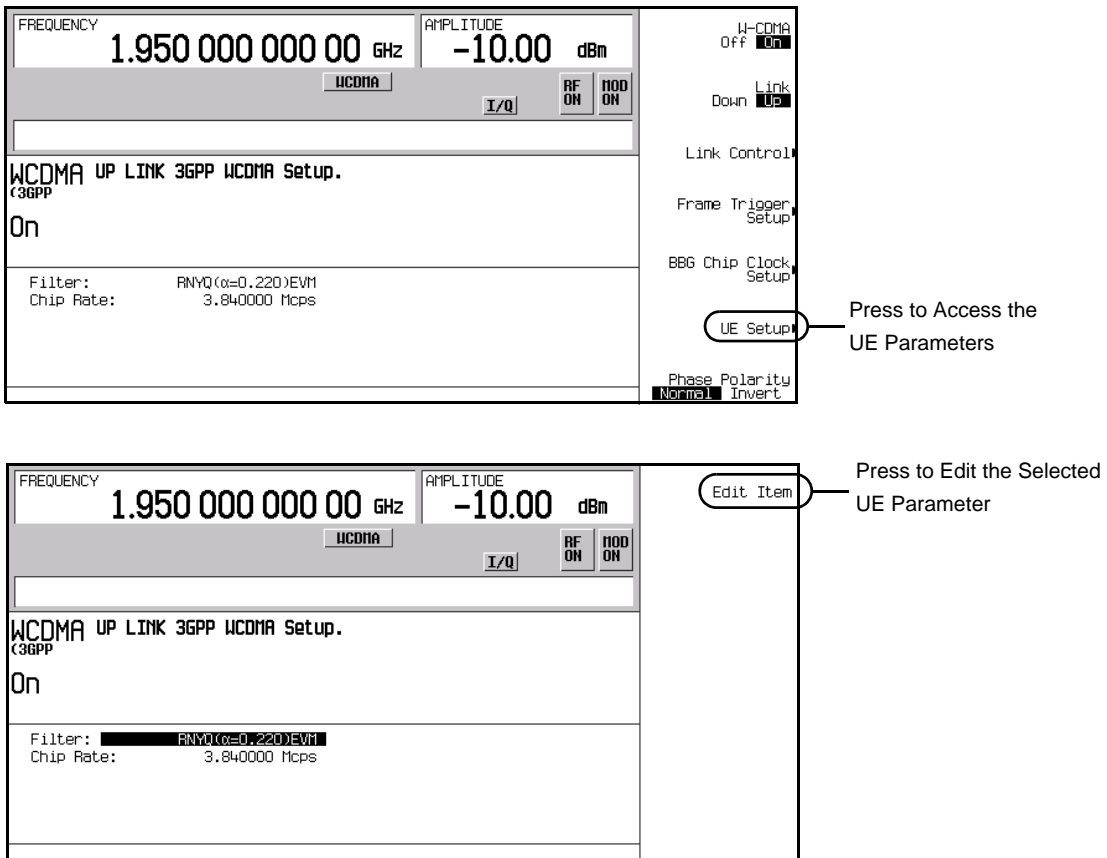 FREQUENCY
1.950 000 000 00 GHz
AMPLITUDE
-10.00 dBm
WCDMA
I/Q
RF ON
MOD ON
WCDMA UP LINK 3GPP WCDMA Setup.
(3GPP
On
Filter: RNYQ(α=0.220)EVM
Chip Rate: 3.840000 Mcps
W-CDMA
Off On
Link
Down Up
Link Control
Frame Trigger
Setup
BBG Chip Clock
Setup
UE Setup
Phase Polarity
Normal Invert
Press to Access the
UE Parameters
FREQUENCY
1.950 000 000 00 GHz
AMPLITUDE
-10.00 dBm
WCDMA
I/Q
RF ON
MOD ON
WCDMA UP LINK 3GPP WCDMA Setup.
(3GPP
On
Filter: RNYQ(α=0.220)EVM
Chip Rate: 3.840000 Mcps
Edit Item
Press to Edit the Selected
UE Parameter